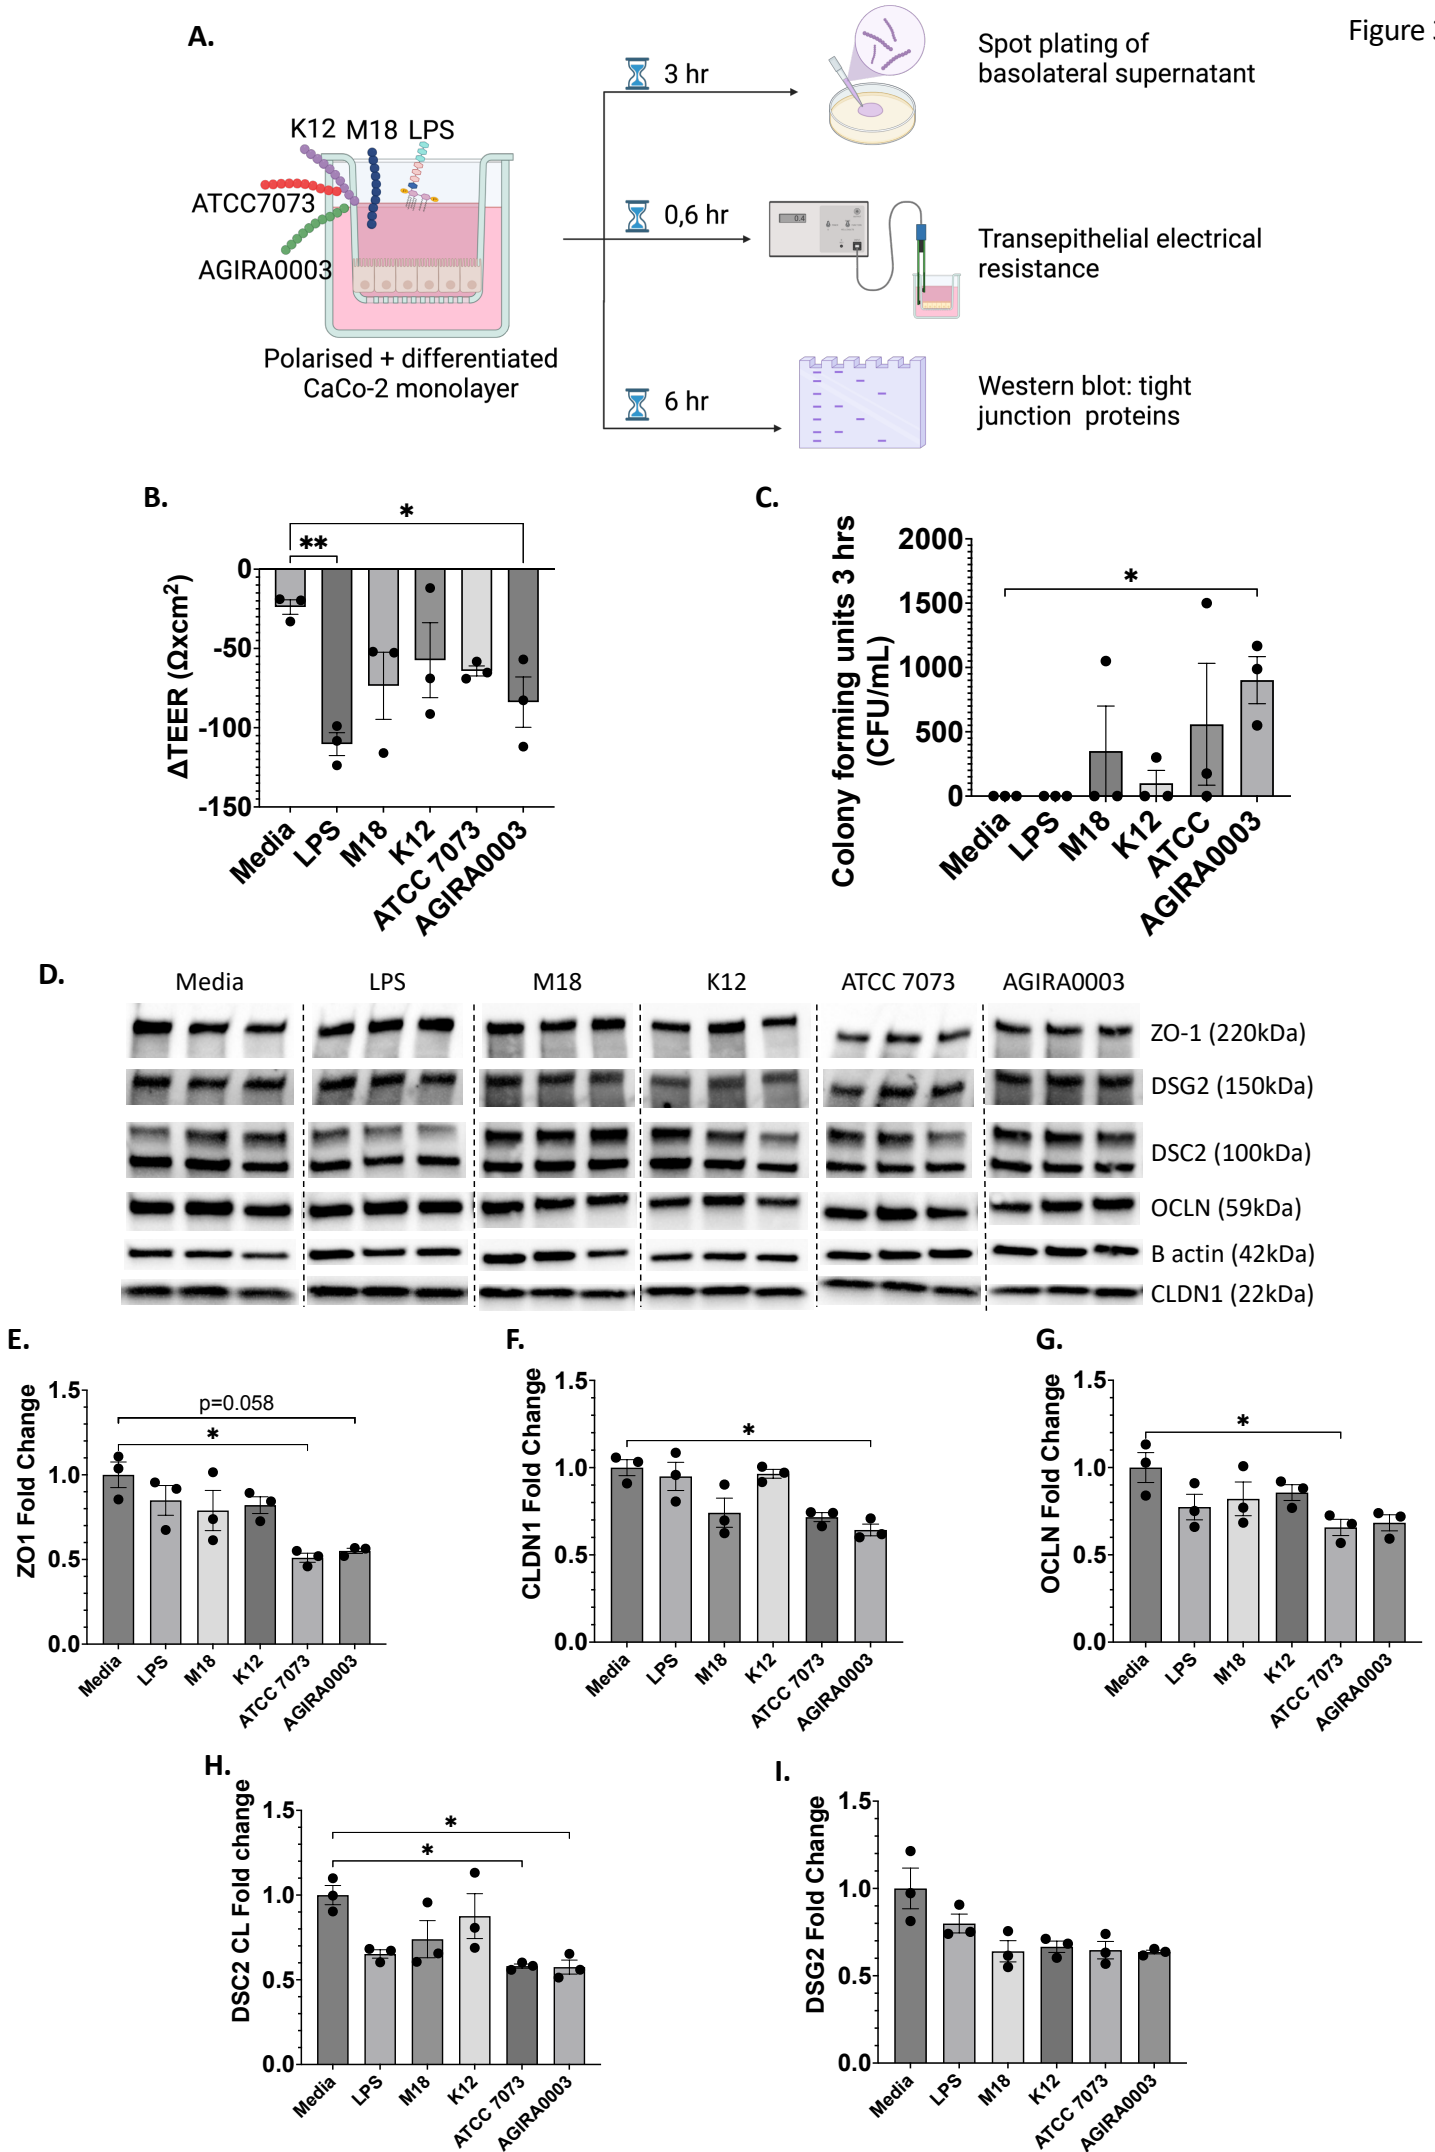 Figure 3
A.
3 hr
Spot plating of
basolateral supernatant
K12 M18 LPS
ATCC7073
AGIRA0003
0,6 hr
0.4
Transepithelial electrical
resistance
Polarised + differentiated
CaCo-2 monolayer
6 hr
Western blot: tight
junction proteins
B.
ΔTEER (Ωxcm²)
0
-50
-100
-150
**
*
Media
LPS
M18
K12
ATCC 7073
AGIRA0003
C.
Colony forming units 3 hrs
(CFU/mL)
2000
1500
1000
500
0
*
Media
LPS
M18
K12
ATCC
AGIRA0003
D.
Media LPS M18 K12 ATCC 7073 AGIRA0003
ZO-1 (220kDa)
DSG2 (150kDa)
DSC2 (100kDa)
OCLN (59kDa)
B actin (42kDa)
CLDN1 (22kDa)
E.
ZO1 Fold Change
1.5
1.0
0.5
0.0
p=0.058
*
Media
LPS
M18
K12
ATCC 7073
AGIRA0003
F.
CLDN1 Fold Change
1.5
1.0
0.5
0.0
*
Media
LPS
M18
K12
ATCC 7073
AGIRA0003
G.
OCLN Fold Change
1.5
1.0
0.5
0.0
*
Media
LPS
M18
K12
ATCC 7073
AGIRA0003
H.
DSC2 CL Fold change
1.5
1.0
0.5
0.0
*
*
Media
LPS
M18
K12
ATCC 7073
AGIRA0003
I.
DSG2 Fold Change
1.5
1.0
0.5
0.0
Media
LPS
M18
K12
ATCC 7073
AGIRA0003